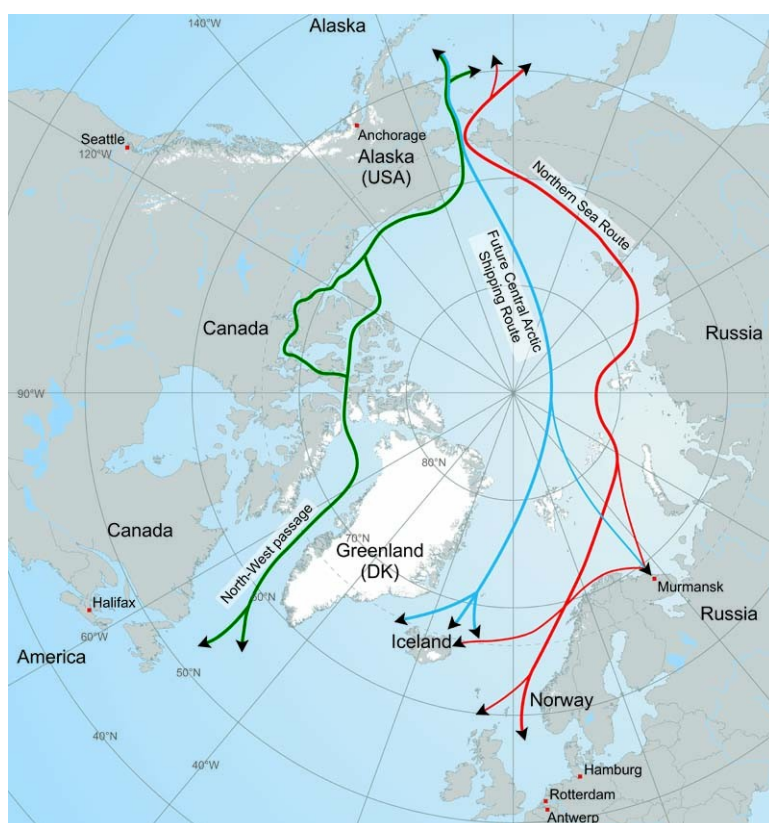 140°W
Alaska
Seattle
120°W
Anchorage
Alaska
(USA)
Northern Sea Route
Future Central Arctic
Shipping Route
Canada
Russia
90°W
80°N
Canada
North-West passage
70°N
Greenland
(DK)
60°N
Murmansk
Halifax
Russia
60°W
Iceland
America
50°N
Norway
40°N
40°W
Hamburg
Rotterdam
Antwerp